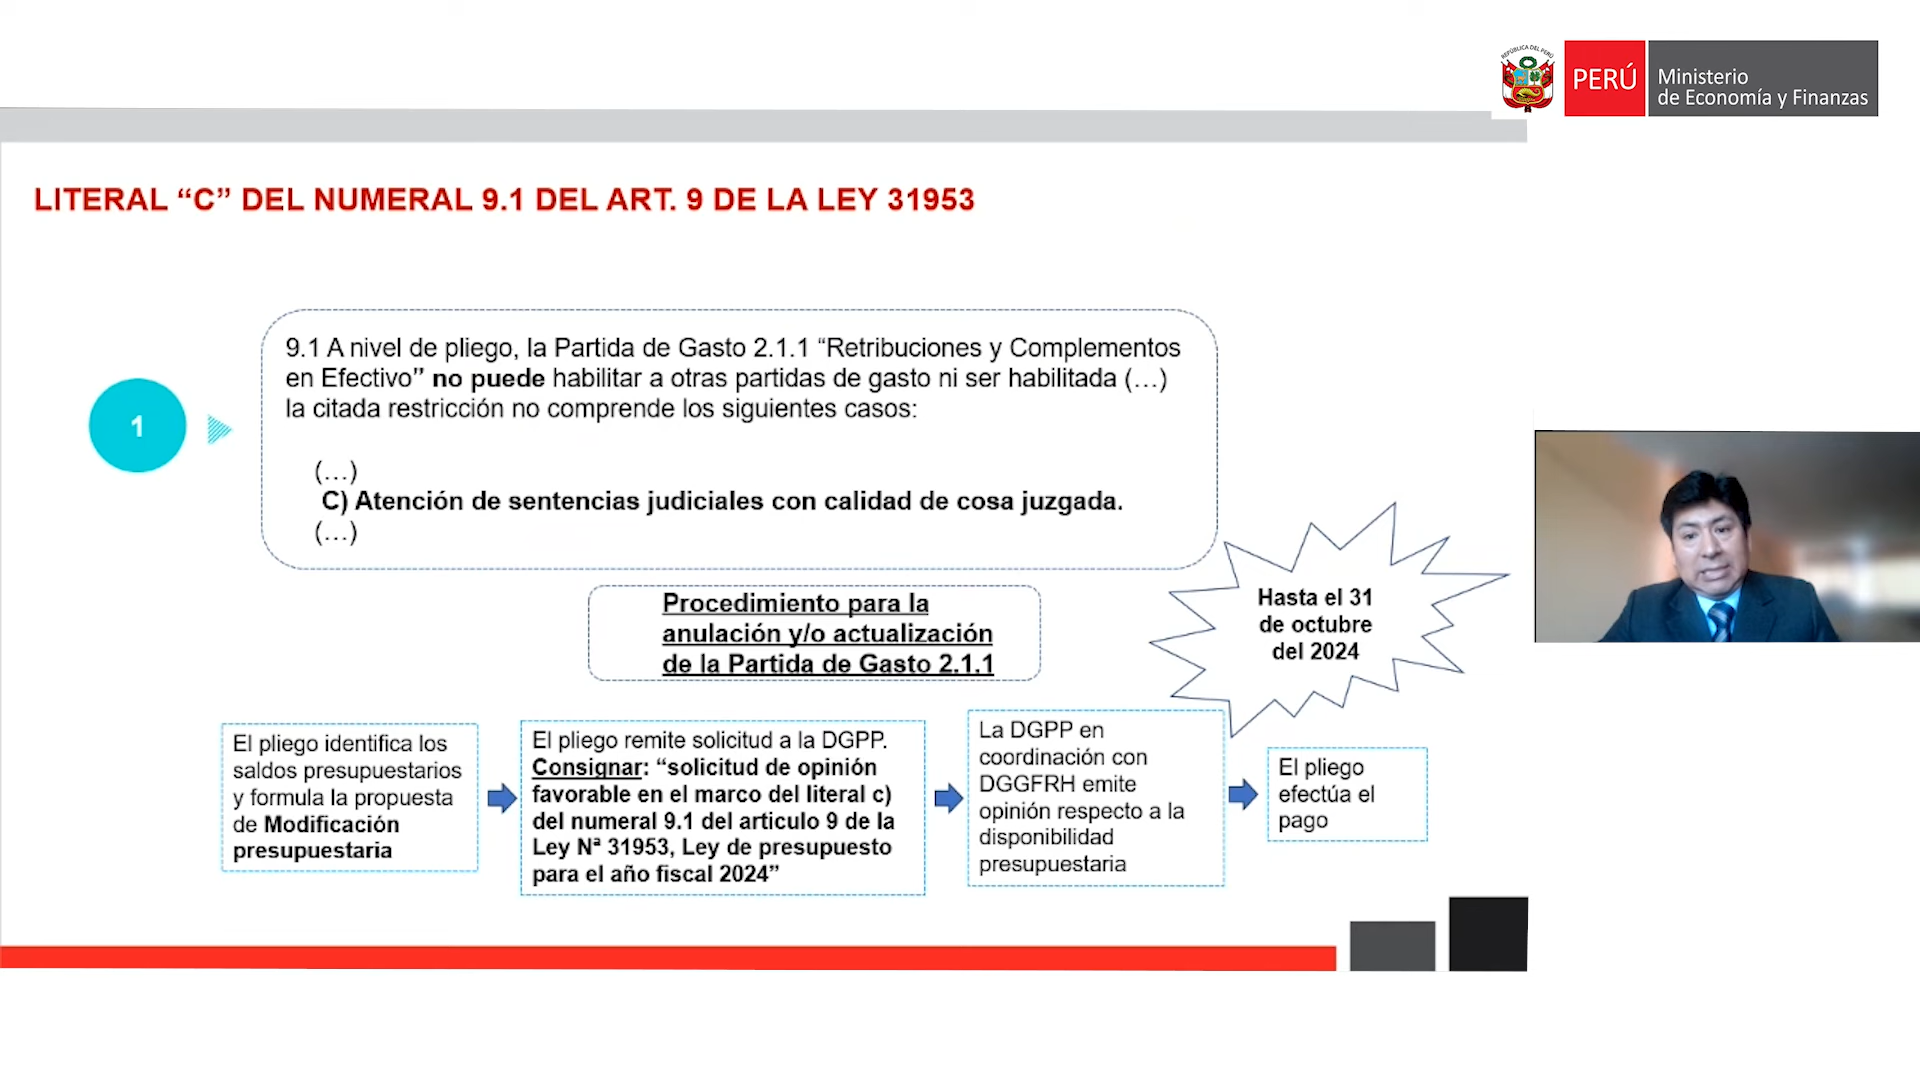 REPÚBLICA DEL PERÚ
PERÚ
Ministerio
de Economía y Finanzas
LITERAL “C” DEL NUMERAL 9.1 DEL ART. 9 DE LA LEY 31953
1
9.1 A nivel de pliego, la Partida de Gasto 2.1.1 “Retribuciones y Complementos
en Efectivo” no puede habilitar a otras partidas de gasto ni ser habilitada (…)
la citada restricción no comprende los siguientes casos:
(…)
C) Atención de sentencias judiciales con calidad de cosa juzgada.
(…)
Procedimiento para la
anulación y/o actualización
de la Partida de Gasto 2.1.1
Hasta el 31
de octubre
del 2024
El pliego identifica los
saldos presupuestarios
y formula la propuesta
de Modificación
presupuestaria
El pliego remite solicitud a la DGPP.
Consignar: “solicitud de opinión
favorable en el marco del literal c)
del numeral 9.1 del articulo 9 de la
Ley Nª 31953, Ley de presupuesto
para el año fiscal 2024”
La DGPP en
coordinación con
DGGFRH emite
opinión respecto a la
disponibilidad
presupuestaria
El pliego
efectúa el
pago